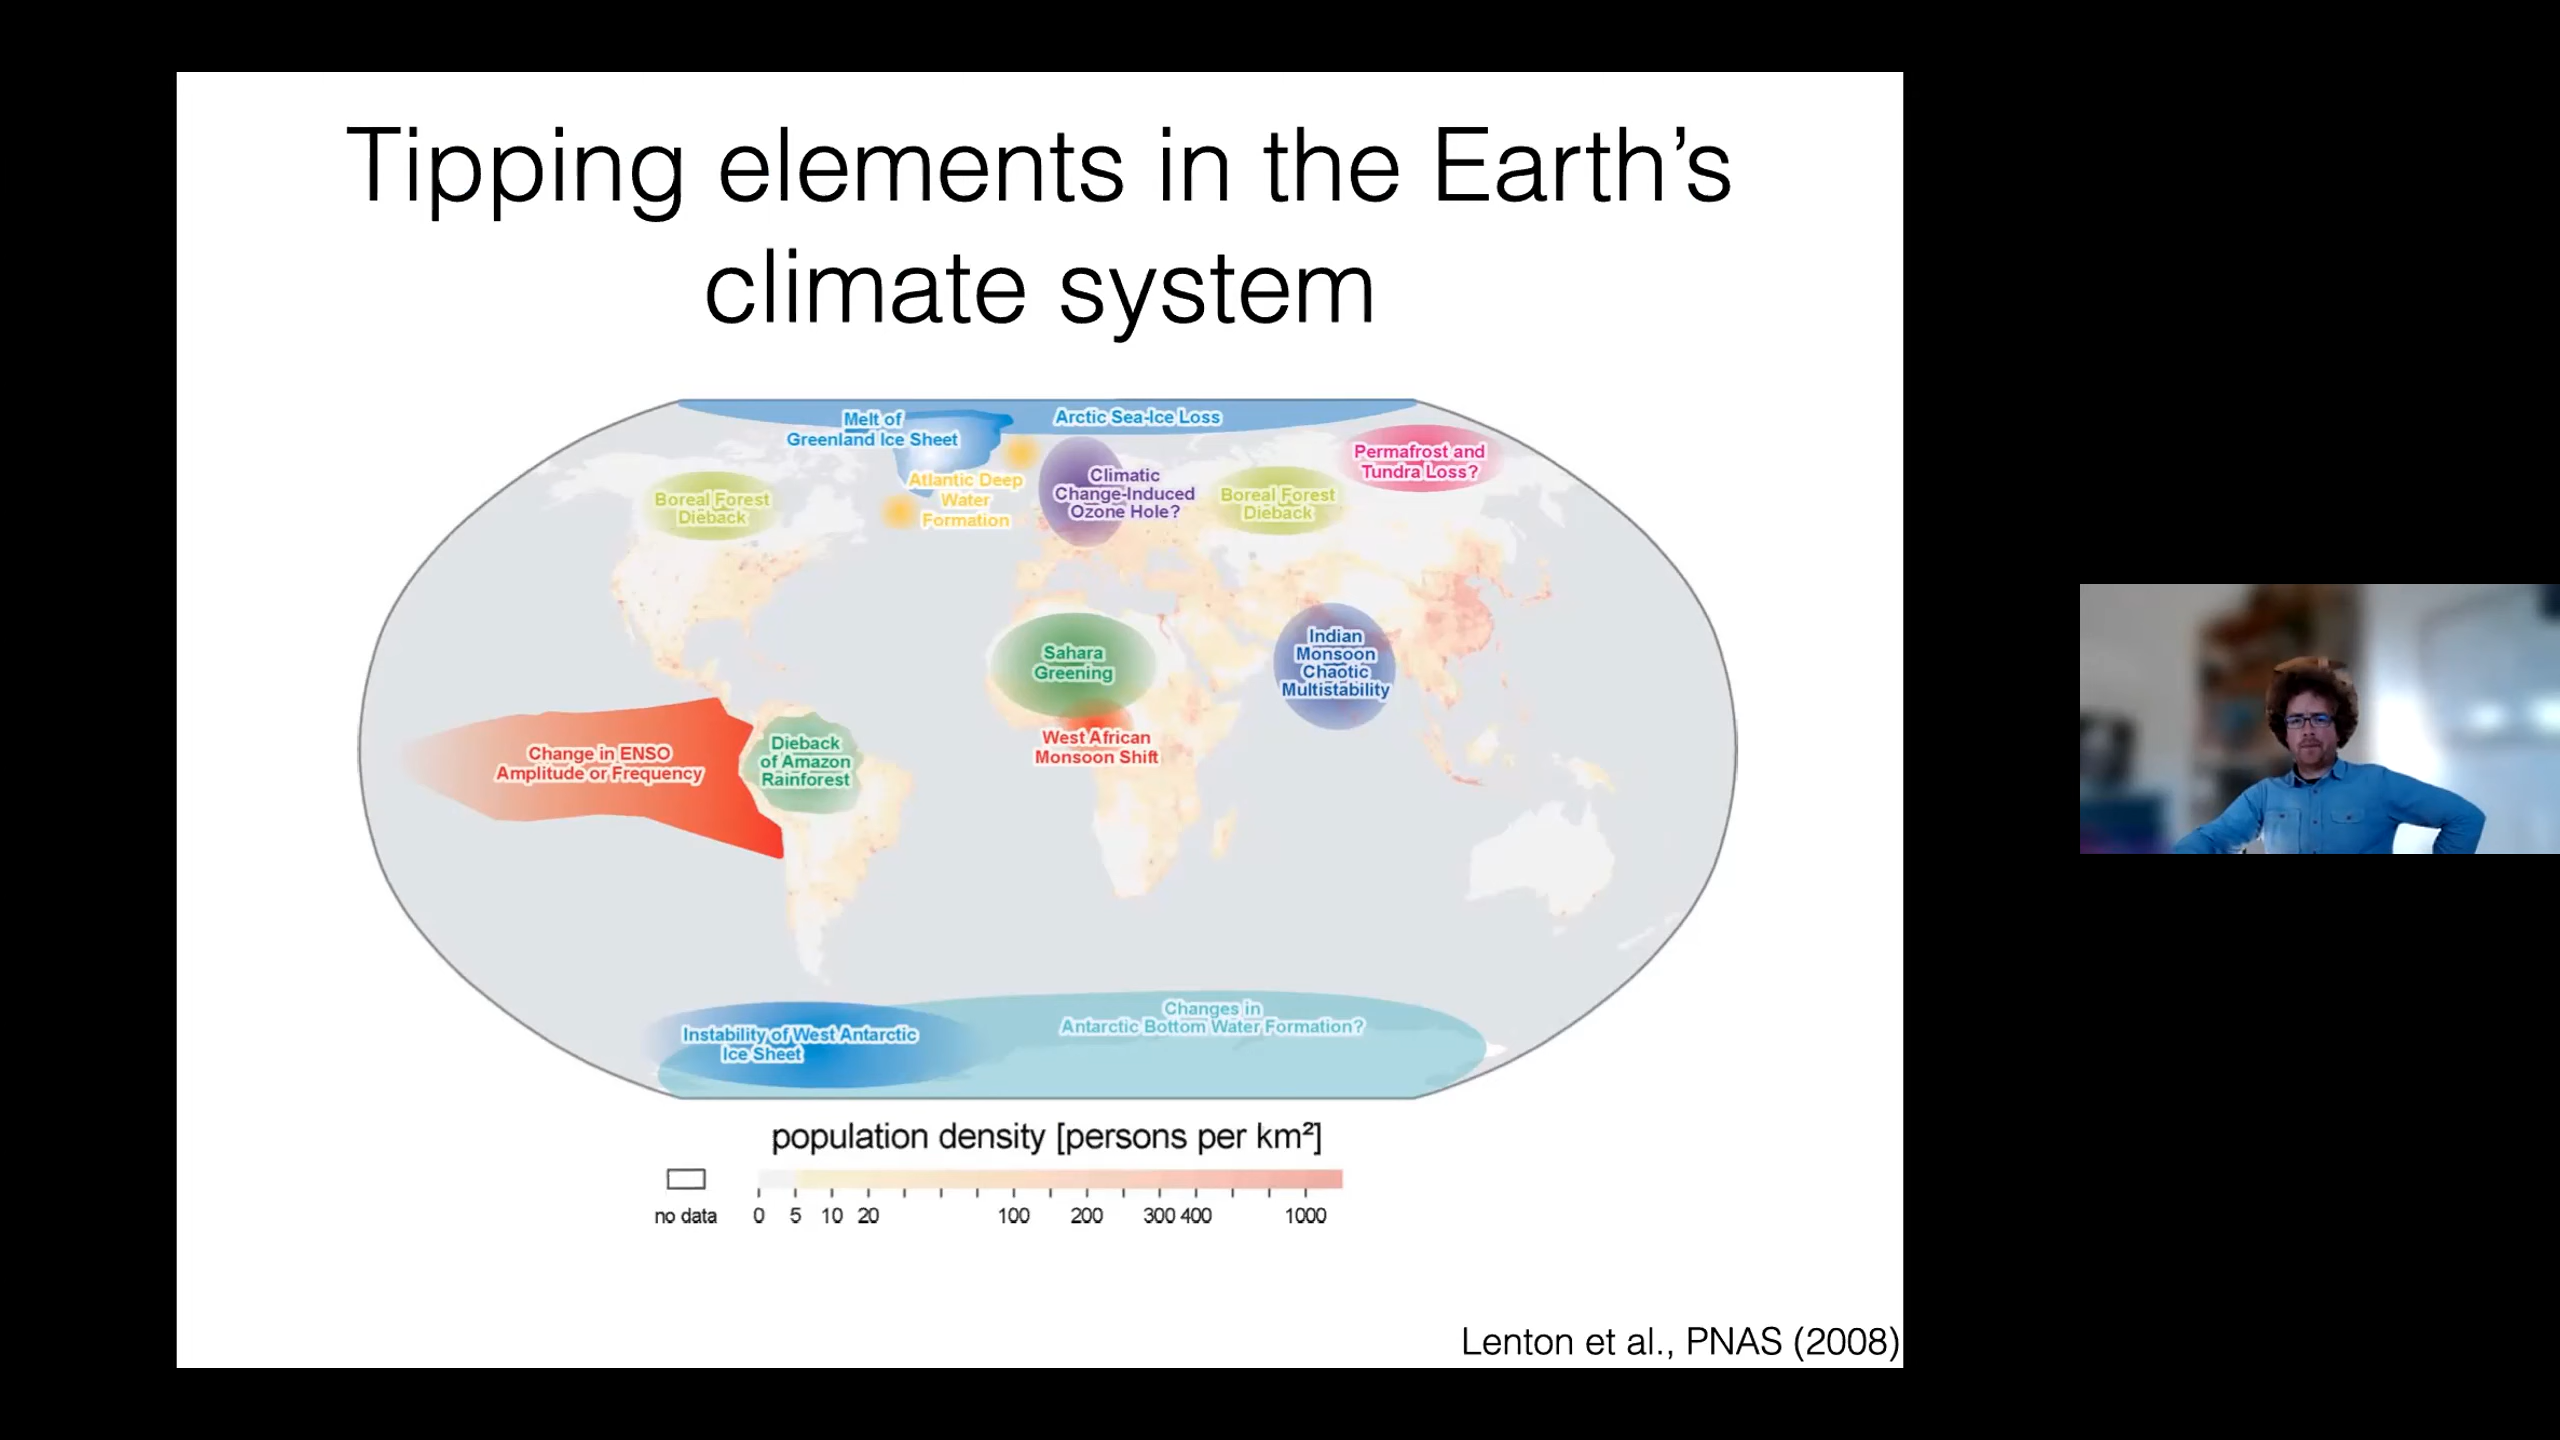 Tipping elements in the Earth’s
climate system
Melt of
Greenland Ice Sheet
Arctic Sea-Ice Loss
Permafrost and
Tundra Loss?
Boreal Forest
Dieback
Atlantic Deep
Water
Formation
Climatic
Change-Induced
Ozone Hole?
Boreal Forest
Dieback
Sahara
Greening
Indian
Monsoon
Chaotic
Multistability
West African
Monsoon Shift
Change in ENSO
Amplitude or Frequency
Dieback
of Amazon
Rainforest
Instability of West Antarctic
Ice Sheet
Changes in
Antarctic Bottom Water Formation?
population density [persons per km²]
no data 0 5 10 20 100 200 300 400 1000
Lenton et al., PNAS (2008)